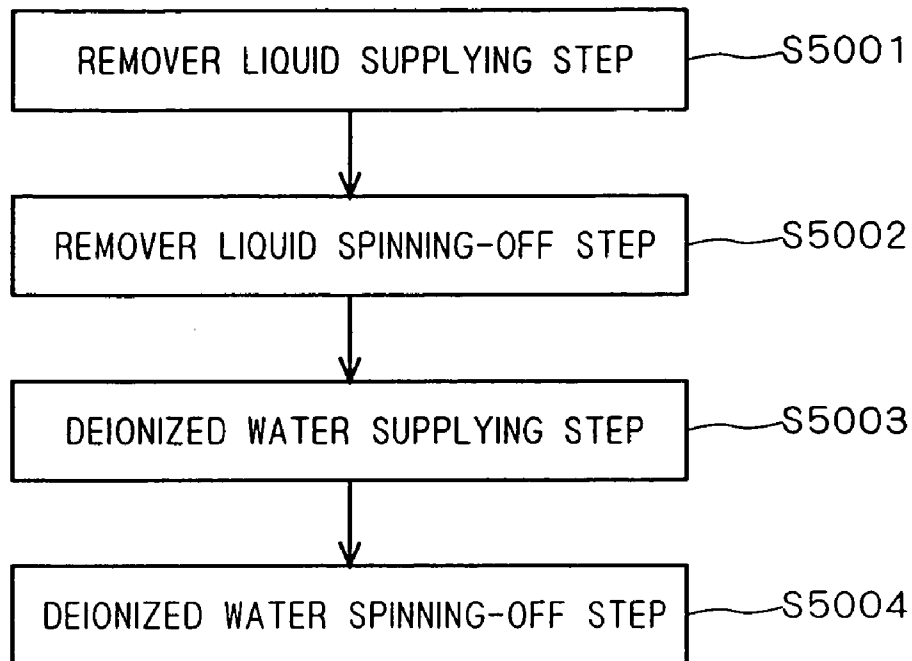 REMOVER LIQUID SUPPLYING STEP S5001
REMOVER LIQUID SPINNING-OFF STEP S5002
DEIONIZED WATER SUPPLYING STEP S5003
DEIONIZED WATER SPINNING-OFF STEP S5004